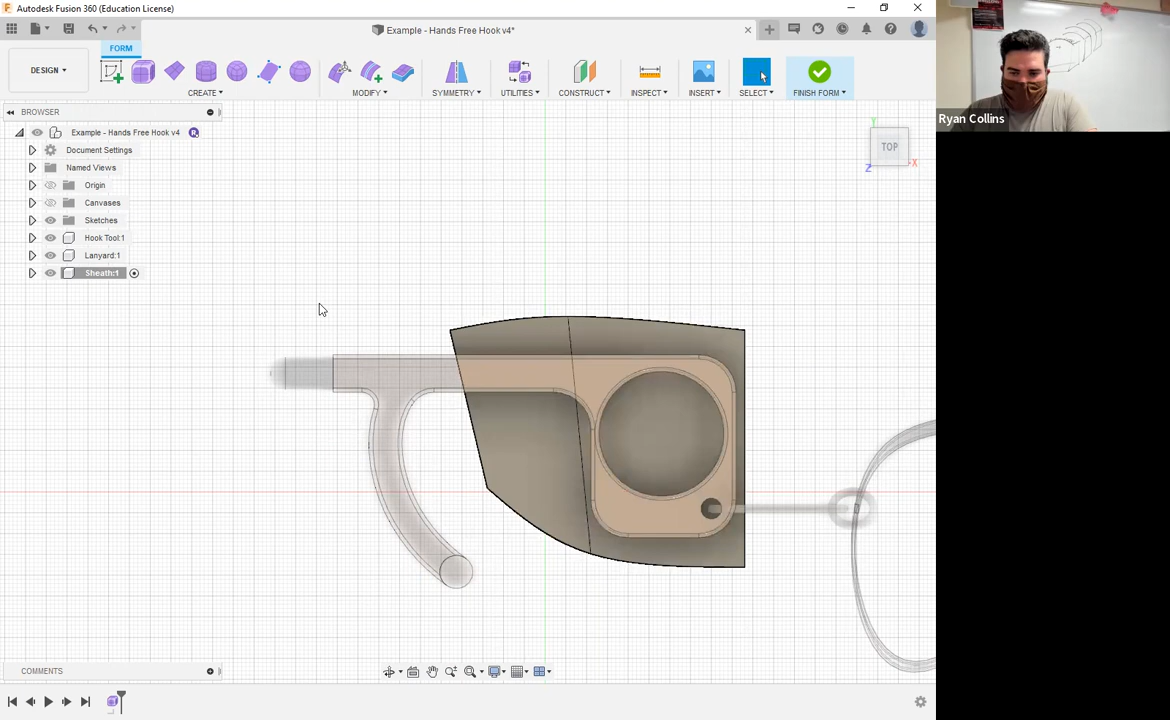 Autodesk Fusion 360 (Education License)
Example - Hands Free Hook v4*
DESIGN
FORM
CREATE
MODIFY
SYMMETRY
UTILITIES
CONSTRUCT
INSPECT
INSERT
SELECT
FINISH FORM
BROWSER
Example - Hands Free Hook v4
R
Document Settings
Named Views
Origin
Canvases
Sketches
Hook Tool:1
Lanyard:1
Sheath:1
Y
TOP
X
Z
Ryan Collins
COMMENTS